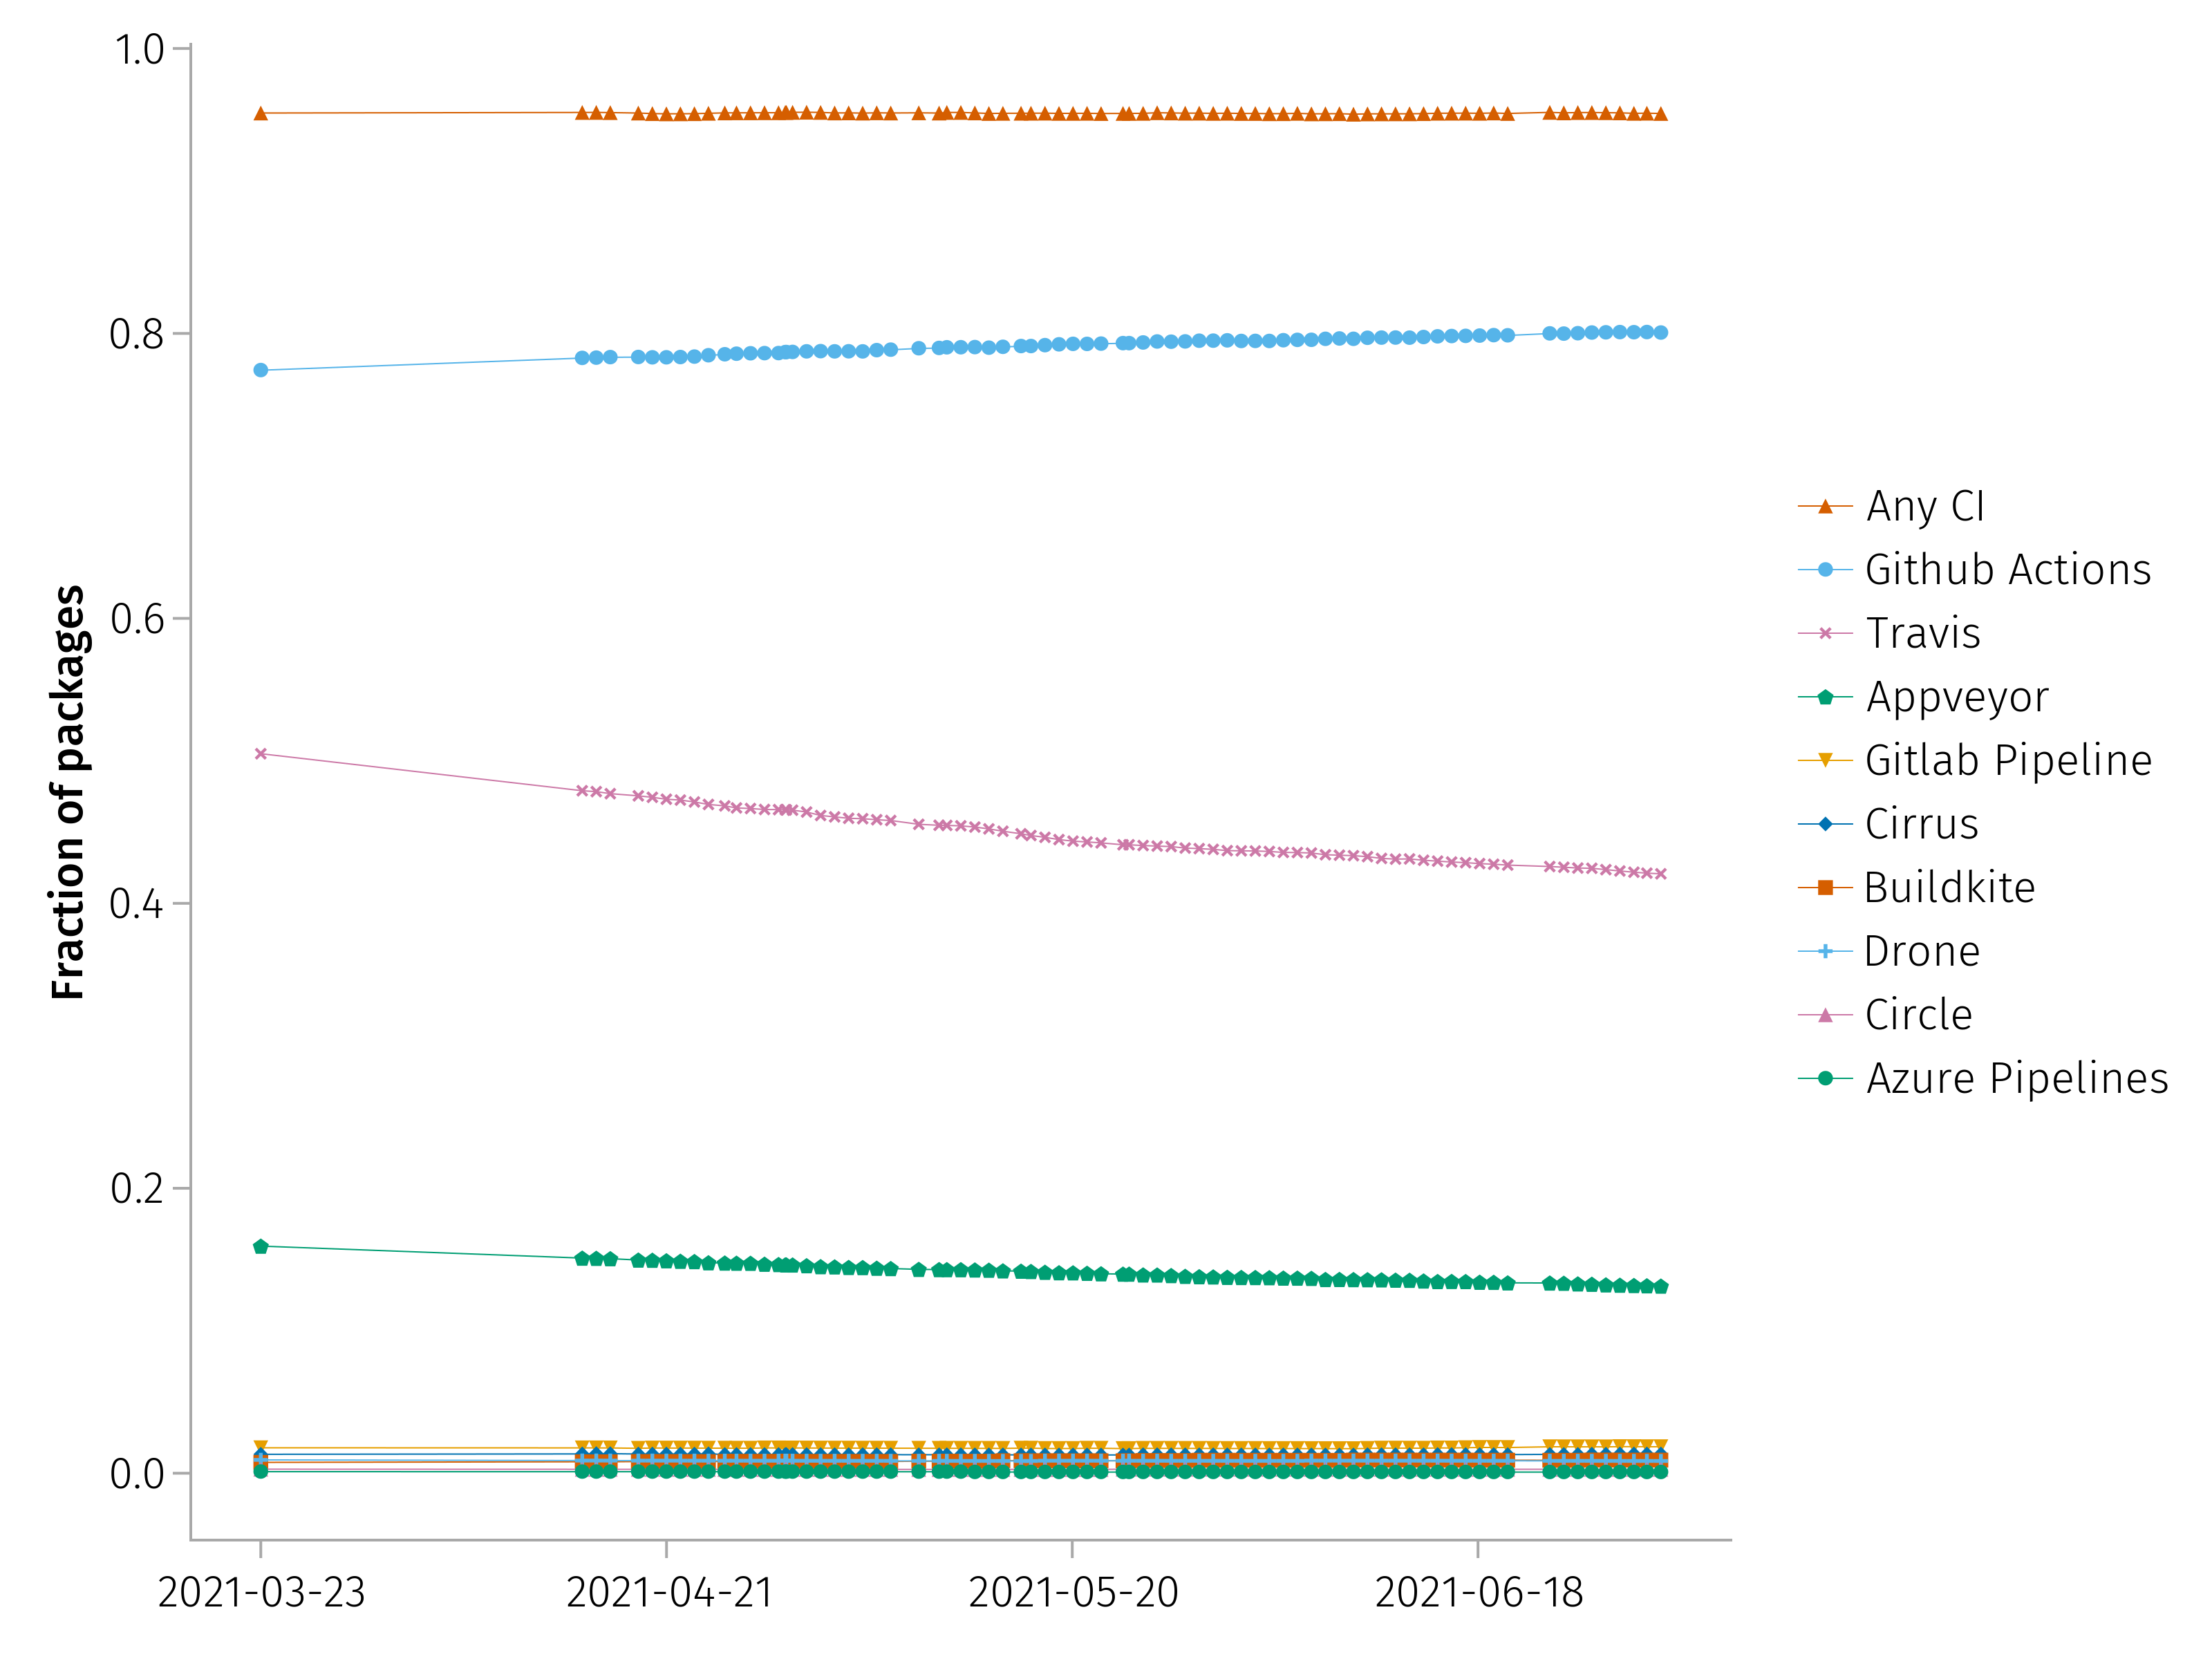 1.0
0.8
0.6
0.4
0.2
0.0
Fraction of packages
2021-03-23
2021-04-21
2021-05-20
2021-06-18
Any CI
Github Actions
Travis
Appveyor
Gitlab Pipeline
Cirrus
Buildkite
Drone
Circle
Azure Pipelines